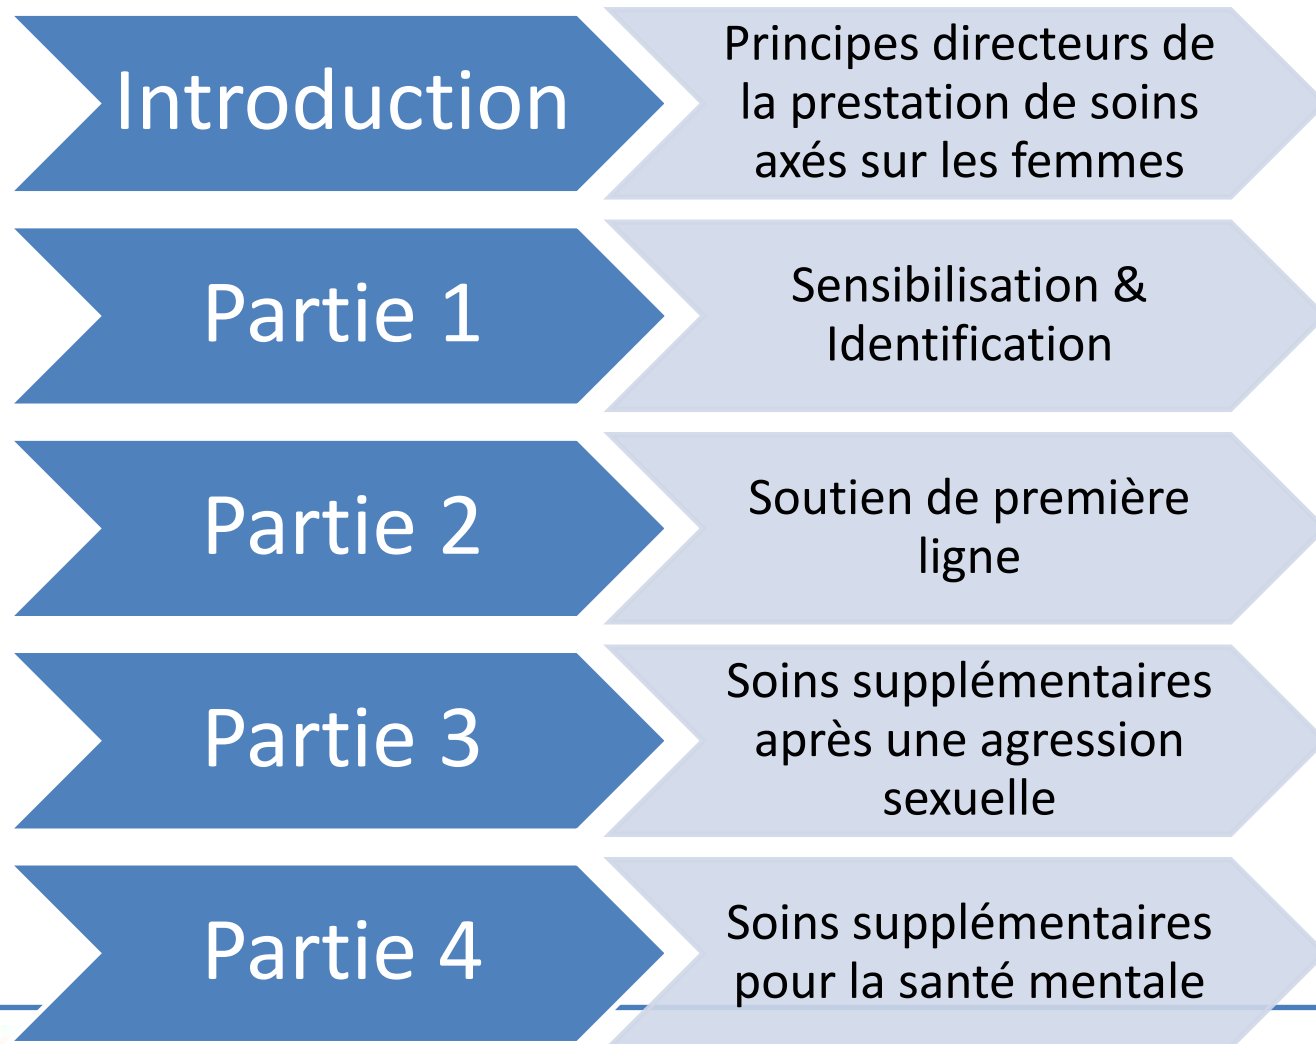 Introduction
Principes directeurs de
la prestation de soins
axés sur les femmes
Partie 1
Sensibilisation &
Identification
Partie 2
Soutien de première
ligne
Partie 3
Soins supplémentaires
après une agression
sexuelle
Partie 4
Soins supplémentaires
pour la santé mentale